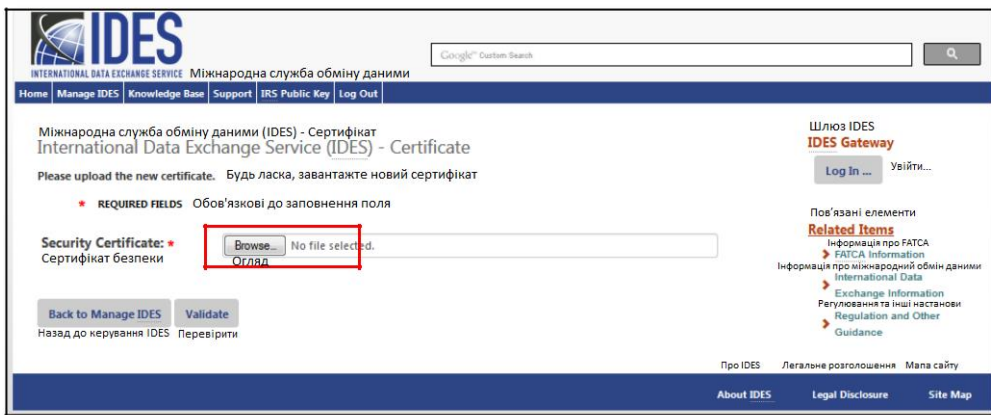 IDES
Google™ Custom Search
INTERNATIONAL DATA EXCHANGE SERVICE Міжнародна служба обміну даними
Home Manage IDES Knowledge Base Support IRS Public Key Log Out
Міжнародна служба обміну даними (IDES) - Сертифікат
International Data Exchange Service (IDES) - Certificate
Please upload the new certificate. Будь ласка, завантажте новий сертифікат
* REQUIRED FIELDS Обов'язкові до заповнення поля
Security Certificate: * Browse... No file selected.
Сертифікат безпеки Огляд
Back to Manage IDES Validate
Назад до керування IDES Перевірити
Шлюз IDES
IDES Gateway
Log In ... Увійти...
Пов'язані елементи
Related Items
Інформація про FATCA
FATCA Information
Інформація про міжнародний обмін даними
International Data
Exchange Information
Регулювання та інші настанови
Regulation and Other
Guidance
Про IDES Легальне розголошення Мапа сайту
About IDES Legal Disclosure Site Map